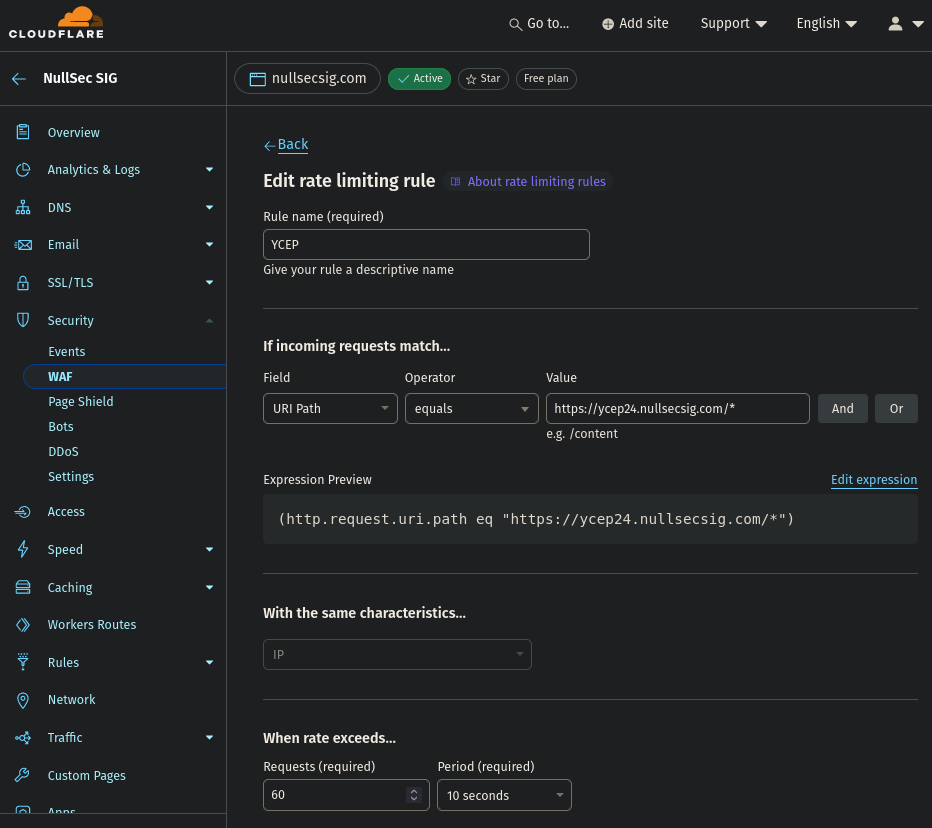 CLOUDFLARE
Go to...
Add site
Support
English
NullSec SIG
nullsecsig.com
Active
Star
Free plan
Overview
Analytics & Logs
DNS
Email
SSL/TLS
Security
Events
WAF
Page Shield
Bots
DDoS
Settings
Access
Speed
Caching
Workers Routes
Rules
Network
Traffic
Custom Pages
Apps
Back
Edit rate limiting rule
About rate limiting rules
Rule name (required)
YCEP
Give your rule a descriptive name
If incoming requests match...
Field
Operator
Value
URI Path
equals
https://ycep24.nullsecsig.com/*
And
Or
e.g. /content
Expression Preview
Edit expression
(http.request.uri.path eq "https://ycep24.nullsecsig.com/*")
With the same characteristics...
IP
When rate exceeds...
Requests (required)
Period (required)
60
10 seconds